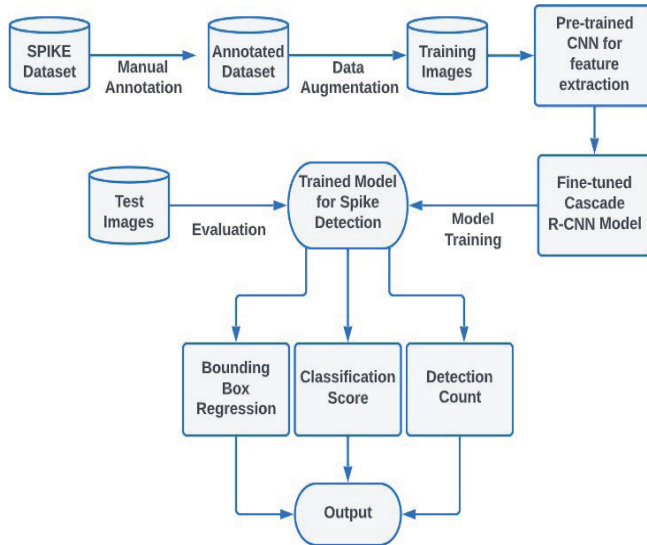 SPIKE
Dataset
Manual
Annotation
Annotated
Dataset
Data
Augmentation
Training
Images
Pre-trained
CNN for
feature
extraction
Test
Images
Evaluation
Trained Model
for Spike
Detection
Model
Training
Fine-tuned
Cascade
R-CNN Model
Bounding
Box
Regression
Classification
Score
Detection
Count
Output